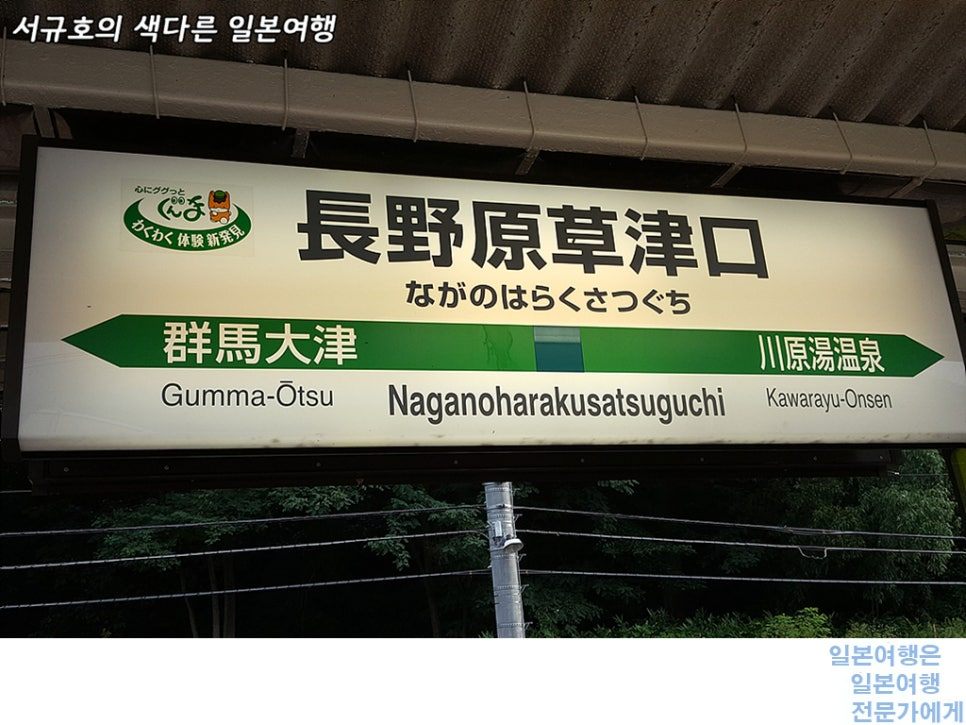 서규호의 색다른 일본여행
心にググっと
ぐんま
わくわく 体験 新発見
長野原草津口
ながのはらくさつぐち
群馬大津
川原湯温泉
Gumma-Ōtsu
Naganoharakusatsuguchi
Kawarayu-Onsen
일본여행은
일본여행
전문가에게